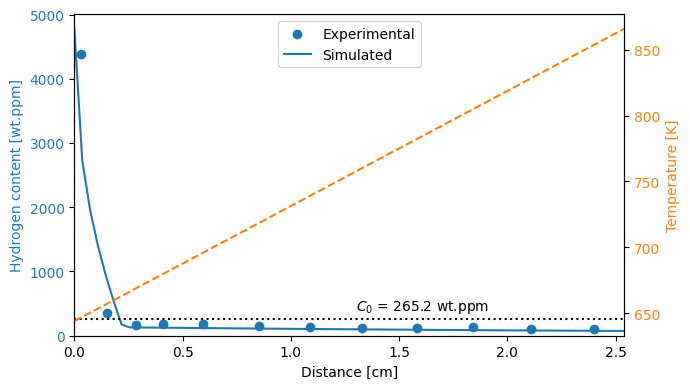 Experimental
Simulated
Hydrogen content [wt.ppm]
5000
4000
3000
2000
1000
0
850
800
750
700
650
Temperature [K]
C₀ = 265.2 wt.ppm
0.0 0.5 1.0 1.5 2.0 2.5
Distance [cm]